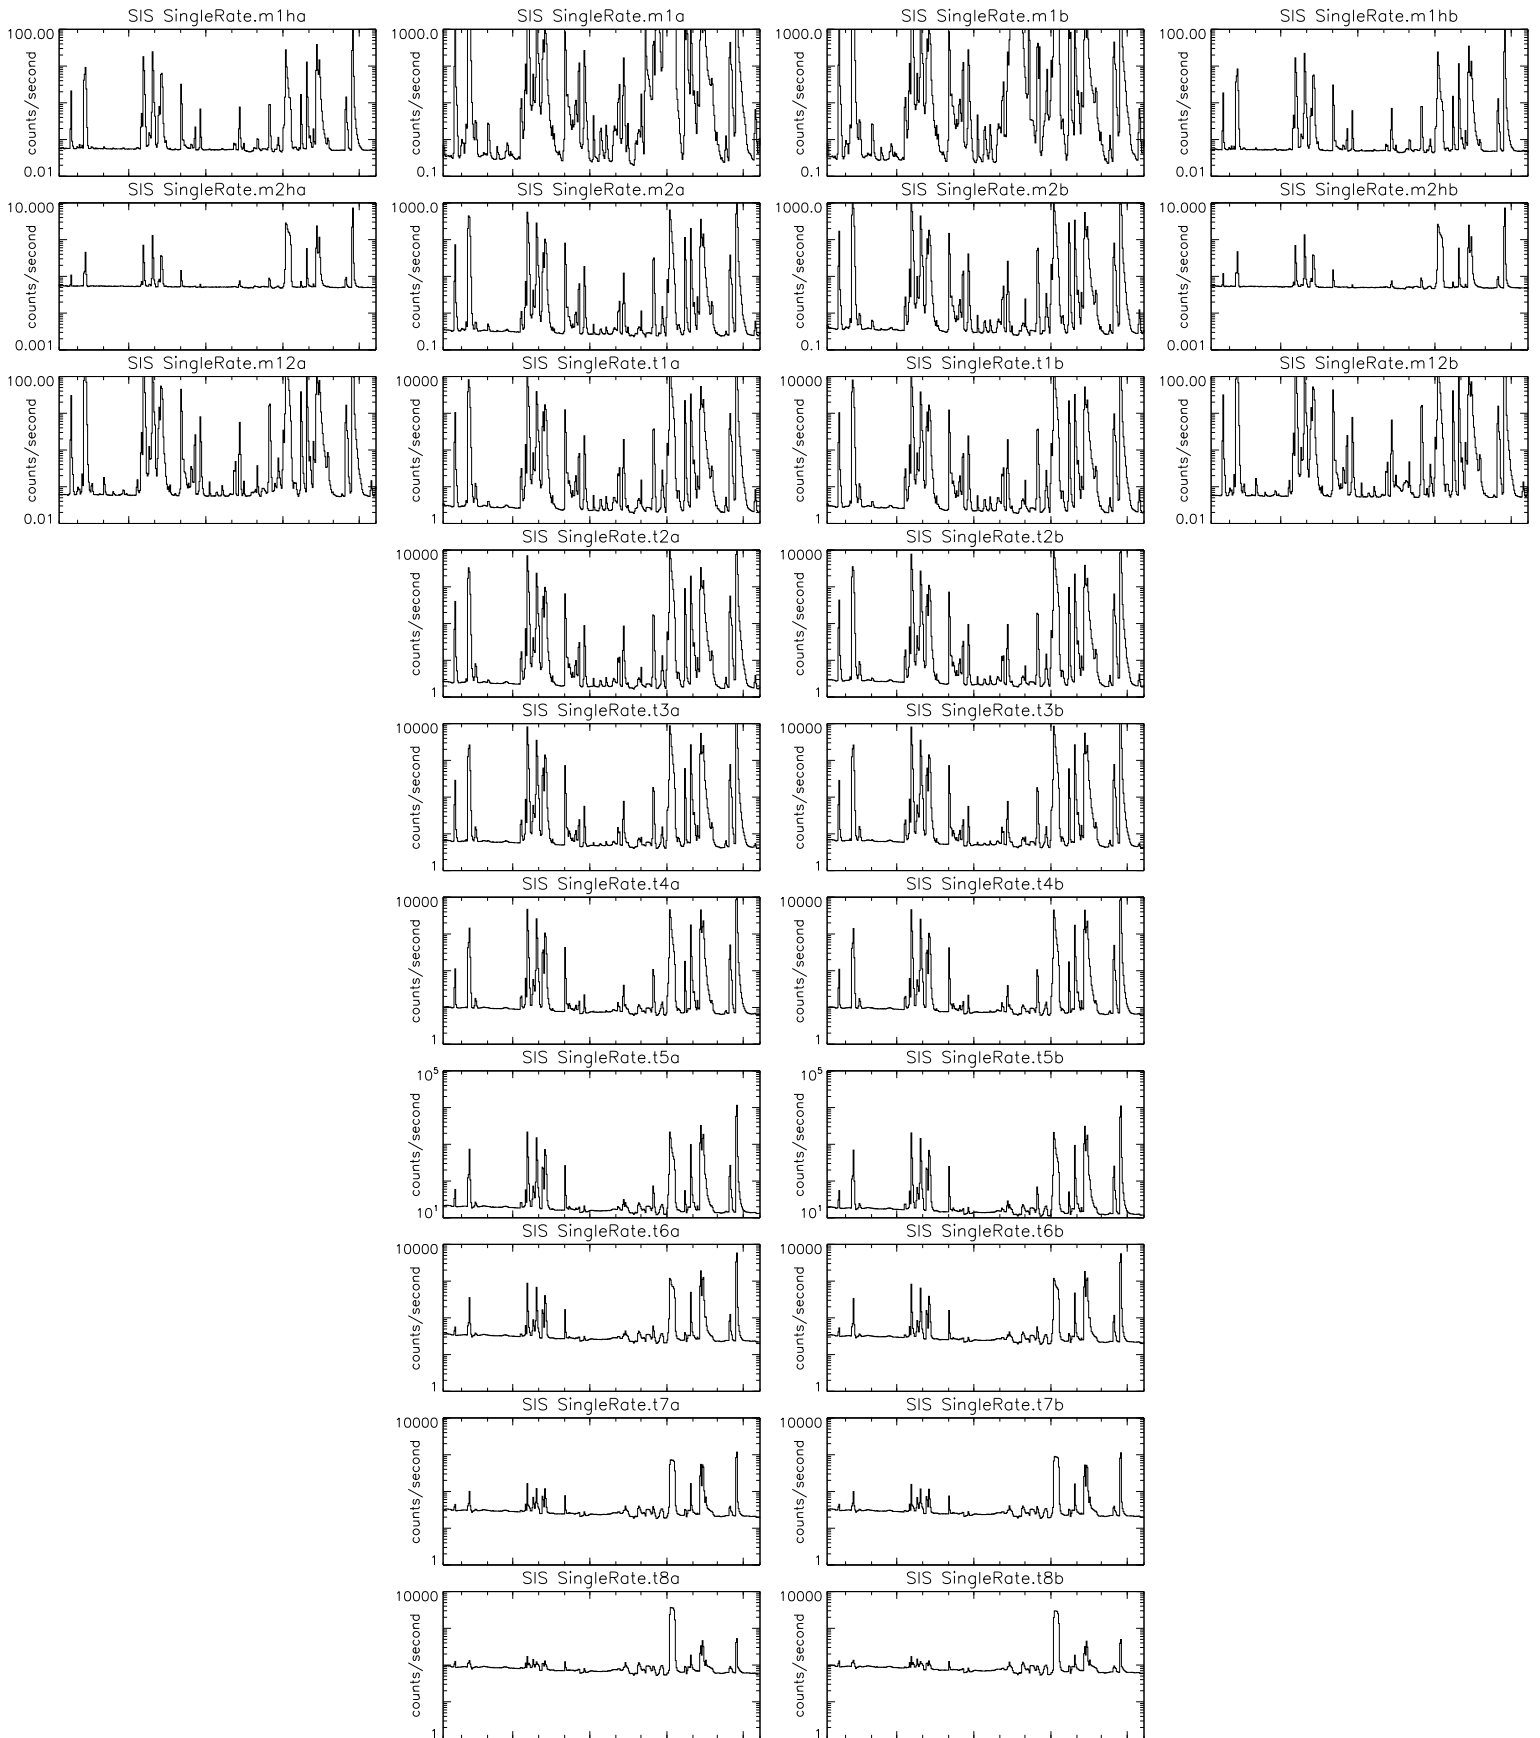 SIS SingleRate.m1ha
100.00
counts/second
0.01
SIS SingleRate.m1a
1000.0
counts/second
0.1
SIS SingleRate.m1b
1000.0
counts/second
0.1
SIS SingleRate.m1hb
100.00
counts/second
0.01
SIS SingleRate.m2ha
10.000
counts/second
0.001
SIS SingleRate.m2a
1000.0
counts/second
0.1
SIS SingleRate.m2b
1000.0
counts/second
0.1
SIS SingleRate.m2hb
10.000
counts/second
0.001
SIS SingleRate.m12a
100.00
counts/second
0.01
SIS SingleRate.t1a
10000
counts/second
1
SIS SingleRate.t1b
10000
counts/second
1
SIS SingleRate.m12b
100.00
counts/second
0.01
SIS SingleRate.t2a
10000
counts/second
1
SIS SingleRate.t2b
10000
counts/second
1
SIS SingleRate.t3a
10000
counts/second
1
SIS SingleRate.t3b
10000
counts/second
1
SIS SingleRate.t4a
10000
counts/second
1
SIS SingleRate.t4b
10000
counts/second
1
SIS SingleRate.t5a
10⁵
counts/second
10¹
SIS SingleRate.t5b
10⁵
counts/second
10¹
SIS SingleRate.t6a
10000
counts/second
1
SIS SingleRate.t6b
10000
counts/second
1
SIS SingleRate.t7a
10000
counts/second
1
SIS SingleRate.t7b
10000
counts/second
1
SIS SingleRate.t8a
10000
counts/second
1
SIS SingleRate.t8b
10000
counts/second
1